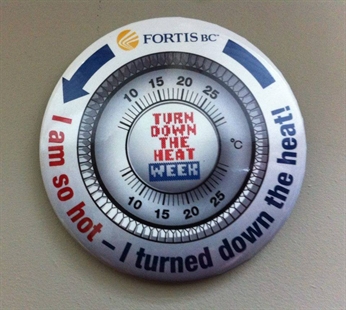 FORTIS BC
10 15 20 25
TURN
DOWN
THE
HEAT
WEEK
°C
10 15 20 25
I am so hot – I turned down the heat!